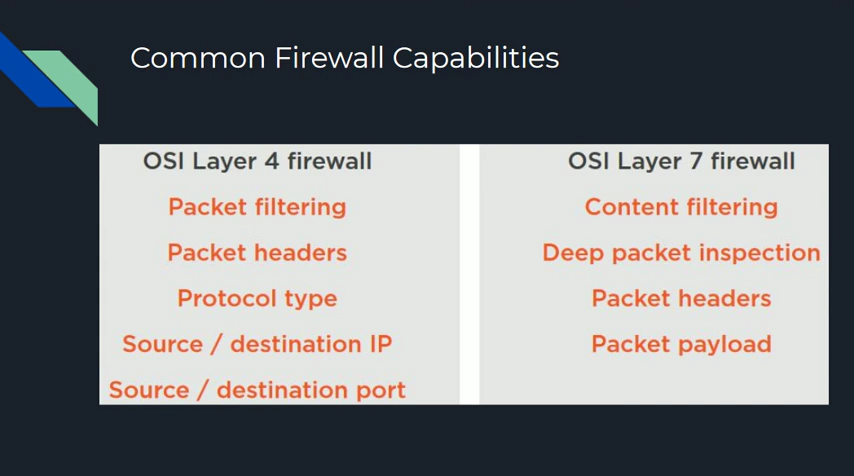 Common Firewall Capabilities
OSI Layer 4 firewall
Packet filtering
Packet headers
Protocol type
Source / destination IP
Source / destination port
OSI Layer 7 firewall
Content filtering
Deep packet inspection
Packet headers
Packet payload